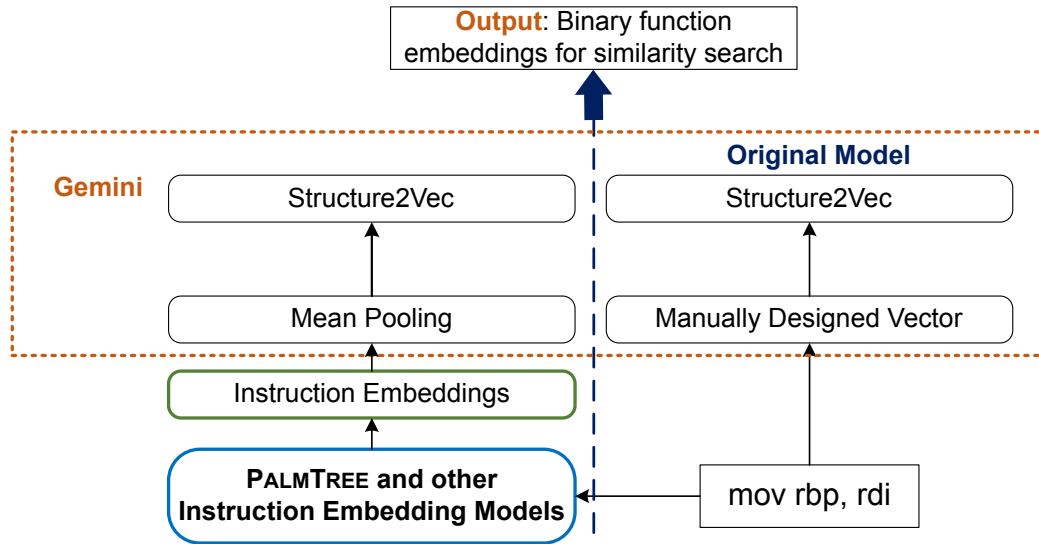 Output: Binary function
embeddings for similarity search
Original Model
Gemini
Structure2Vec
Structure2Vec
Mean Pooling
Manually Designed Vector
Instruction Embeddings
PALMTREE and other
Instruction Embedding Models
mov rbp, rdi